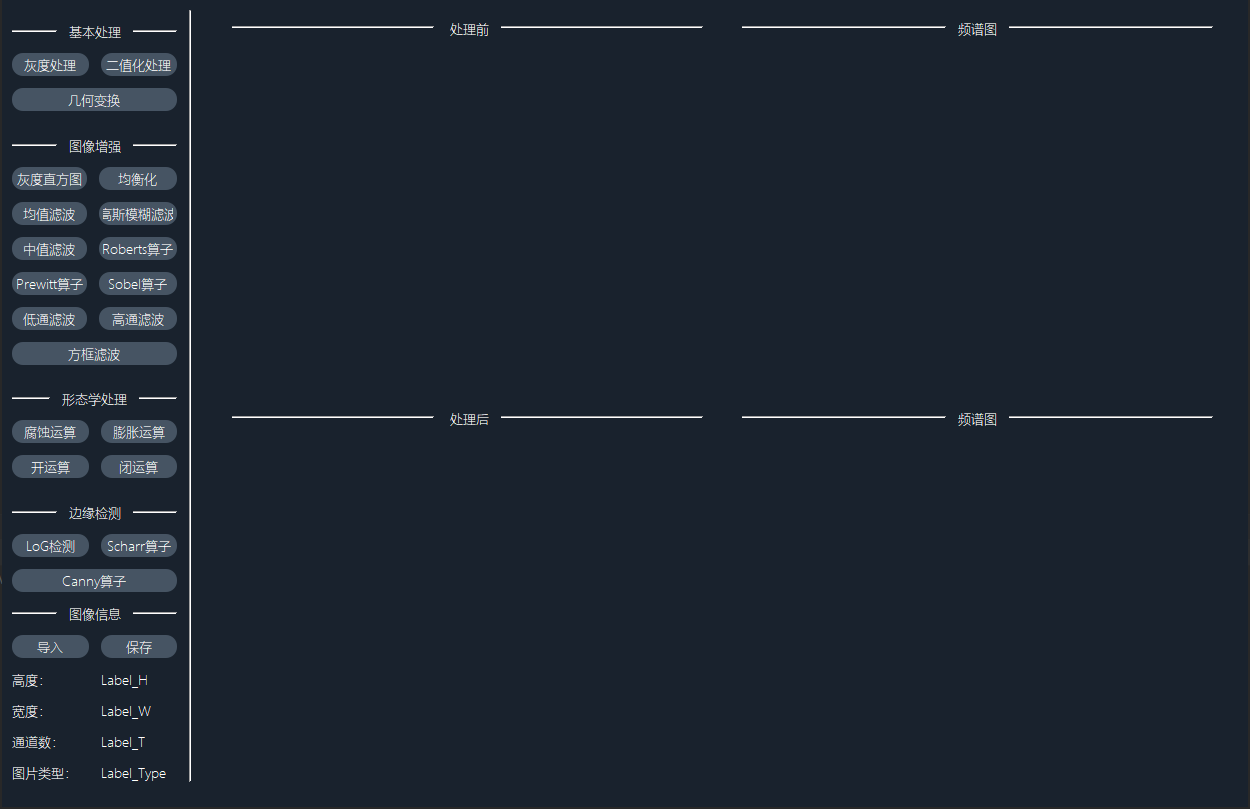 基本处理
灰度处理 二值化处理
几何变换
图像增强
灰度直方图 均衡化
均值滤波 高斯模糊滤波
中值滤波 Roberts算子
Prewitt算子 Sobel算子
低通滤波 高通滤波
方框滤波
形态学处理
腐蚀运算 膨胀运算
开运算 闭运算
边缘检测
LoG检测 Scharr算子
Canny算子
图像信息
导入 保存
高度: Label_H
宽度: Label_W
通道数: Label_T
图片类型: Label_Type
处理前 频谱图
处理后 频谱图